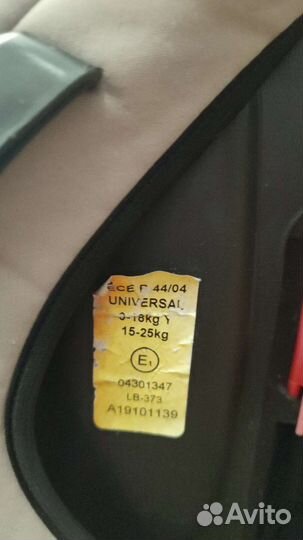 ECE R 44/04
UNIVERSAL
0-18kg Y
15-25kg
E1
04301347
LB-373
A19101139
Avito